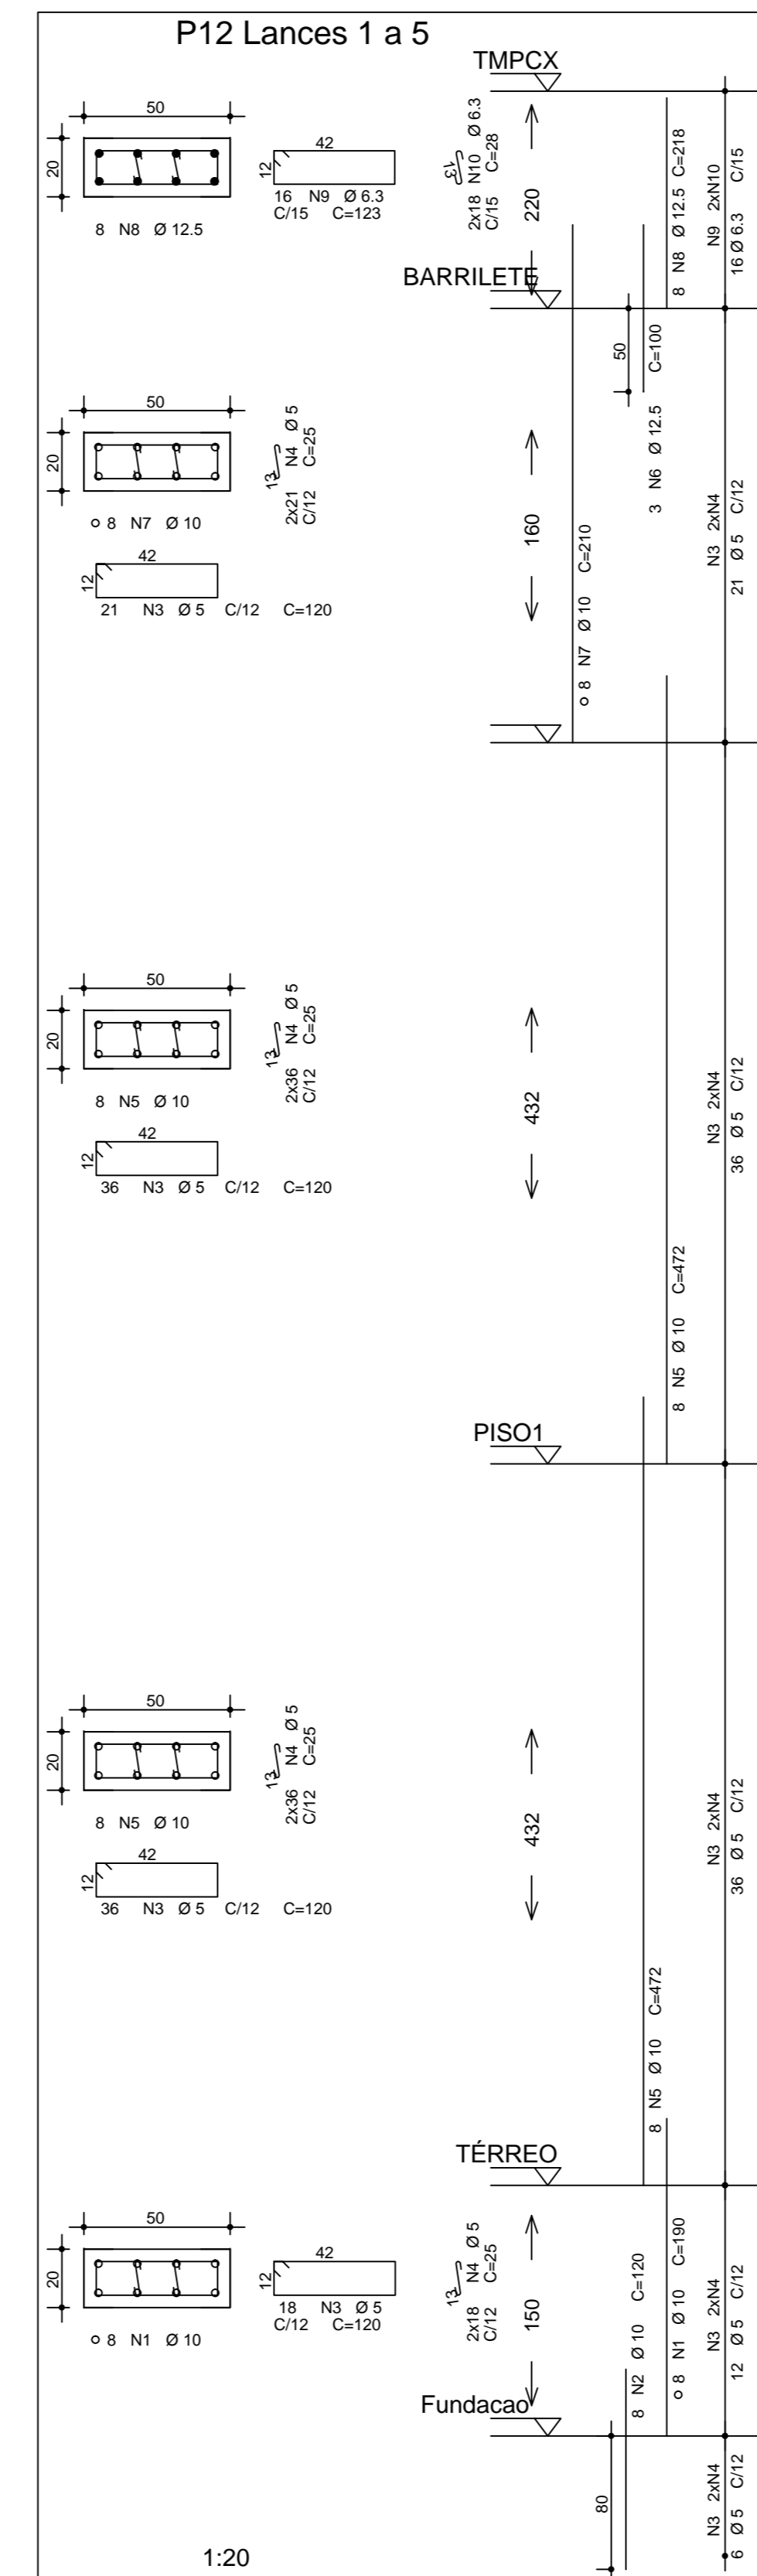 P12 Lances 1 a 5
TMPCX
50
20
8 N8 Ø 12.5
42
12
16 N9 Ø 6.3
C/15 C=123
13
2x18 N10 Ø 6.3
C/15 C=28
220
8 N8 Ø 12.5 C=218
N9 2xN10
16 Ø 6.3 C/15
BARRILETE
50
C=100
3 N6 Ø 12.5
50
20
8 N7 Ø 10
42
12
21 N3 Ø 5 C/12 C=120
13
2x21 N4 Ø 5
C/12 C=25
160
8 N7 Ø 10 C=210
N3 2xN4
21 Ø 5 C/12
50
20
8 N5 Ø 10
42
12
36 N3 Ø 5 C/12 C=120
13
2x36 N4 Ø 5
C/12 C=25
432
8 N5 Ø 10 C=472
N3 2xN4
36 Ø 5 C/12
PISO1
50
20
8 N5 Ø 10
42
12
36 N3 Ø 5 C/12 C=120
13
2x36 N4 Ø 5
C/12 C=25
432
8 N5 Ø 10 C=472
N3 2xN4
36 Ø 5 C/12
TÉRREO
50
20
8 N1 Ø 10
42
12
18 N3 Ø 5
C/12 C=120
13
2x18 N4 Ø 5
C/12 C=25
150
8 N2 Ø 10 C=120
8 N1 Ø 10 C=190
N3 2xN4
12 Ø 5 C/12
Fundacao
80
N3 2xN4
6 Ø 5 C/12
1:20